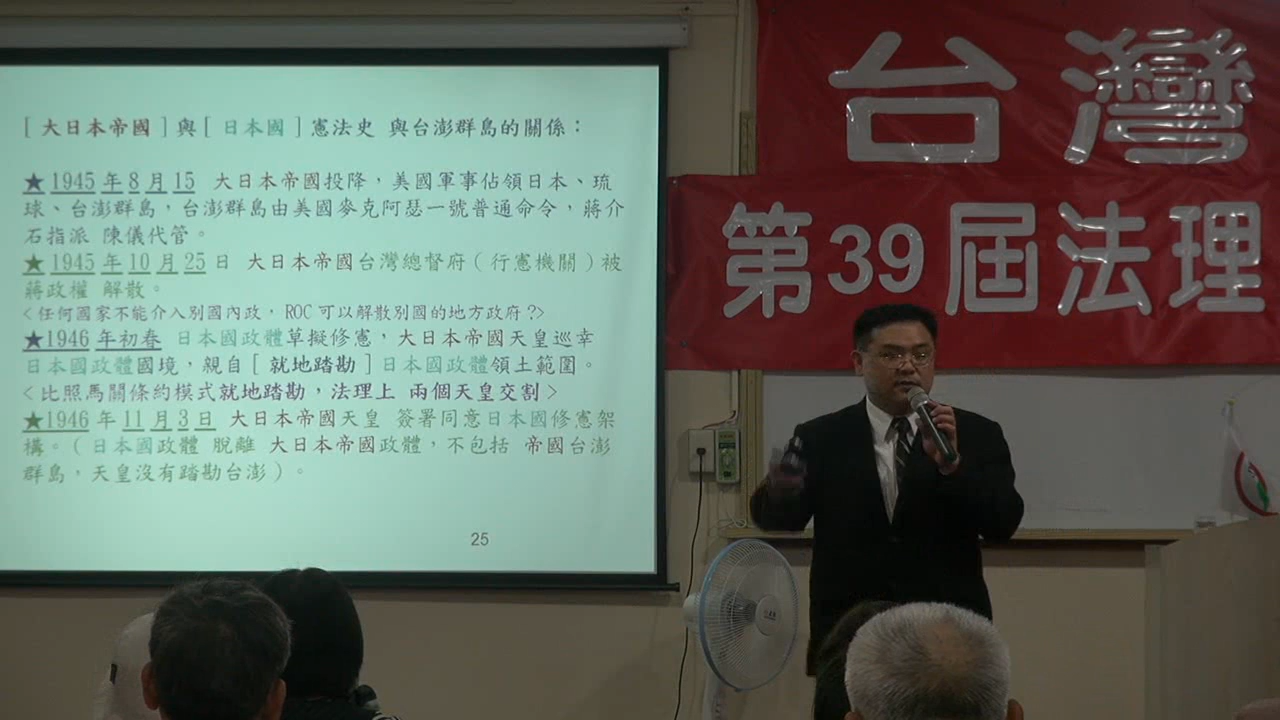 [ 大日本帝國 ] 與 [ 日本國 ] 憲法史 與台澎群島的關係：
★1945 年 8 月 15 大日本帝國投降，美國軍事佔領日本、琉
球、台澎群島，台澎群島由美國麥克阿瑟一號普通命令，蔣介
石指派 陳儀代管。
★1945 年 10 月 25 日 大日本帝國台灣總督府（行憲機關）被
蔣政權 解散。
<任何國家不能介入別國內政，ROC 可以解散別國的地方政府?>
★1946 年初春 日本國政體草擬修憲，大日本帝國天皇巡幸
日本國政體國境，親自 [ 就地踏勘 ] 日本國政體領土範圍。
<比照馬關條約模式就地踏勘，法理上 兩個天皇交割>
★1946 年 11 月 3 日 大日本帝國天皇 簽署同意日本國修憲架
構。（日本國政體 脫離 大日本帝國政體，不包括 帝國台澎
群島，天皇沒有踏勘台澎）。
25
台灣
第39屆法理